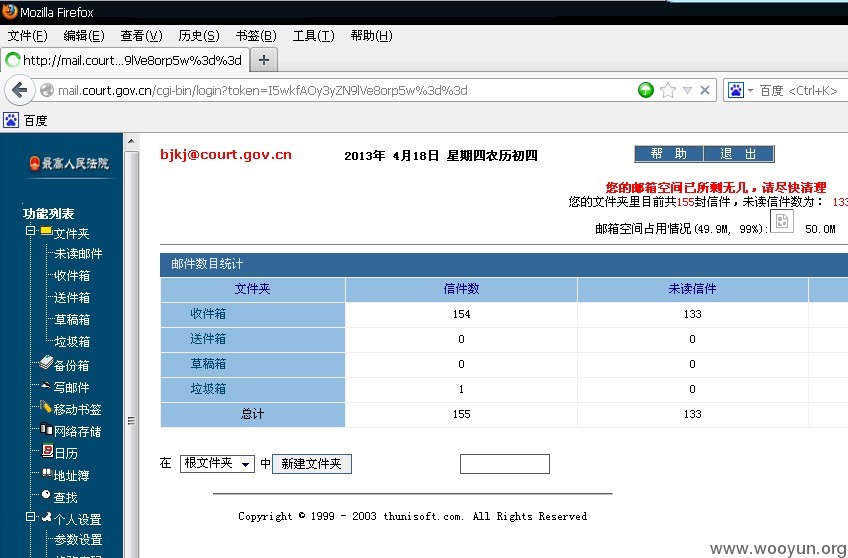 Mozilla Firefox
文件(F) 编辑(E) 查看(V) 历史(S) 书签(B) 工具(T) 帮助(H)
http://mail.court...9lVe8orp5w%3d%3d
mail.court.gov.cn/cgi-bin/login?token=I5wkfAOy3yZN9lVe8orp5w%3d%3d
百度 <Ctrl+K>
百度
最高人民法院
功能列表
文件夹
未读邮件
收件箱
送件箱
草稿箱
垃圾箱
备份箱
写邮件
移动书签
网络存储
日历
地址簿
查找
个人设置
参数设置
bjkj@court.gov.cn 2013年 4月18日 星期四农历初四 帮 助 退 出
您的邮箱空间已所剩无几，请尽快清理
您的文件夹里目前共155封信件，未读信件数为： 133
邮箱空间占用情况(49.9M, 99%): 50.0M
邮件数目统计
文件夹 信件数 未读信件
收件箱 154 133
送件箱 0 0
草稿箱 0 0
垃圾箱 1 0
总计 155 133
在 根文件夹 中 新建文件夹
Copyright © 1999 - 2003 thunisoft.com. All Rights Reserved
www.wooyun.org